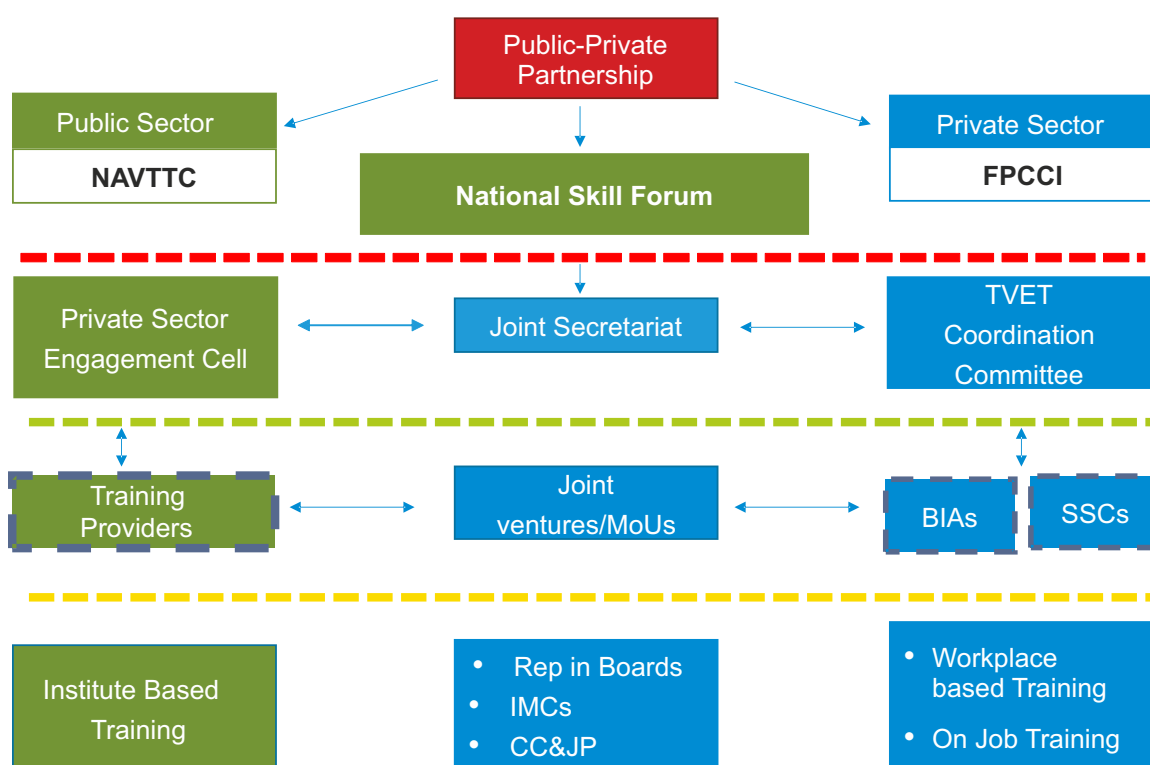 Public-Private
Partnership
Public Sector
NAVTTC
National Skill Forum
Private Sector
FPCCI
Private Sector
Engagement Cell
Joint Secretariat
TVET
Coordination
Committee
Training
Providers
Joint
ventures/MoUs
BIAs
SSCs
Institute Based
Training
• Rep in Boards
• IMCs
• CC&JP
• Workplace
based Training
• On Job Training